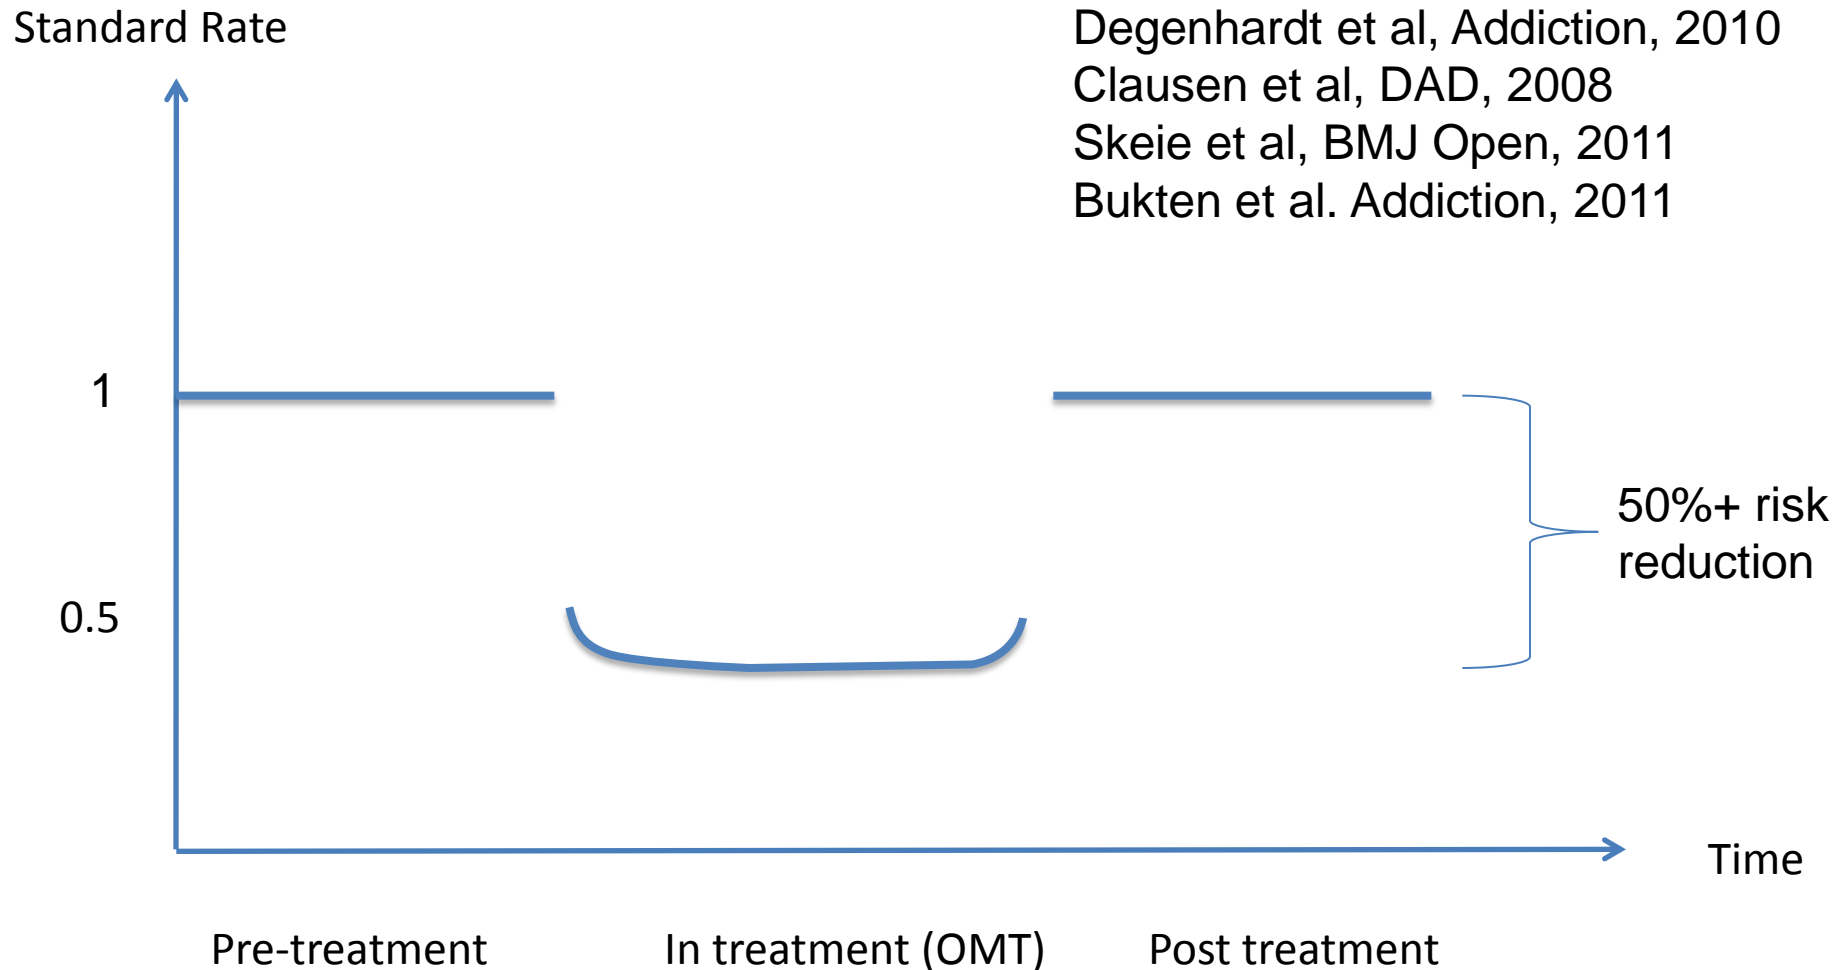 Standard Rate
Degenhardt et al, Addiction, 2010
Clausen et al, DAD, 2008
Skeie et al, BMJ Open, 2011
Bukten et al. Addiction, 2011
1
50%+ risk
reduction
0.5
Time
Pre-treatment
In treatment (OMT)
Post treatment